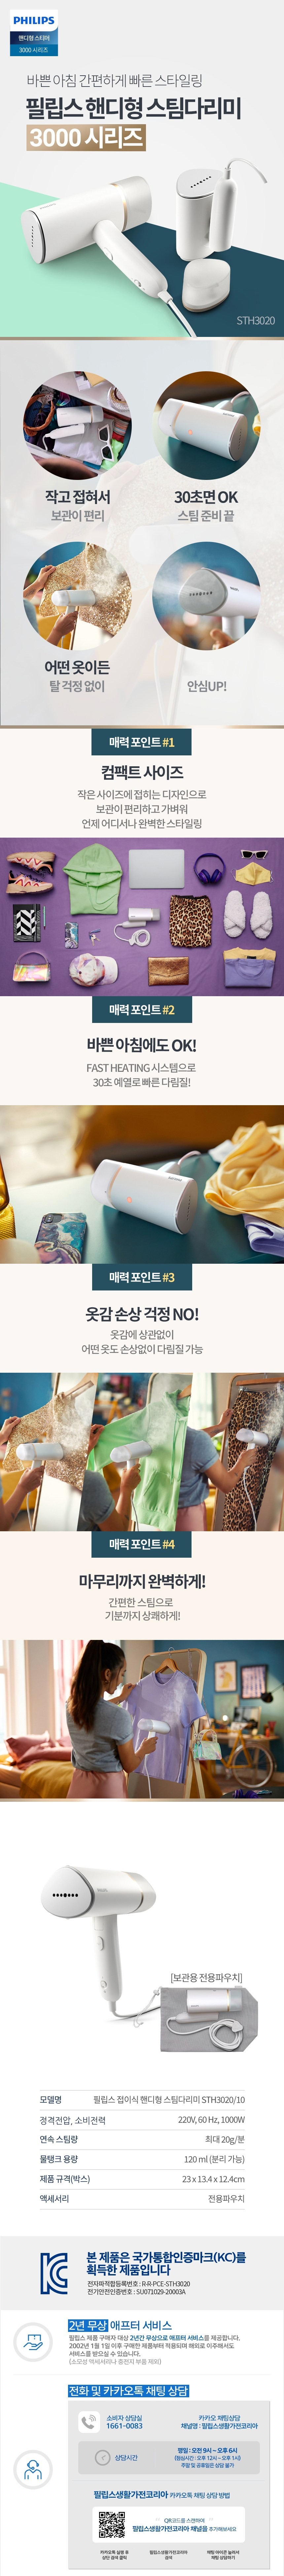 PHILIPS
핸디형 스티머
3000 시리즈
바쁜 아침 간편하게 빠른 스타일링
필립스 핸디형 스팀다리미
3000 시리즈
STH3020
작고 접혀서
보관이 편리
30초면 OK
스팀 준비 끝
어떤 옷이든
탈 걱정 없이
안심UP!
매력 포인트 #1
컴팩트 사이즈
작은 사이즈에 접히는 디자인으로
보관이 편리하고 가벼워
언제 어디서나 완벽한 스타일링
매력 포인트 #2
바쁜 아침에도 OK!
FAST HEATING 시스템으로
30초 예열로 빠른 다림질!
매력 포인트 #3
옷감 손상 걱정 NO!
옷감에 상관없이
어떤 옷도 손상없이 다림질 가능
매력 포인트 #4
마무리까지 완벽하게!
간편한 스팀으로
기분까지 상쾌하게!
[보관용 전용파우치]
모델명 필립스 접이식 핸디형 스팀다리미 STH3020/10
정격전압, 소비전력 220V, 60 Hz, 1000W
연속 스팀량 최대 20g/분
물탱크 용량 120 ml (분리 가능)
제품 규격(박스) 23 x 13.4 x 12.4cm
액세서리 전용파우치
본 제품은 국가통합인증마크(KC)를
획득한 제품입니다
전자파적합등록번호 : R-R-PCE-STH3020
전기안전인증번호 : SU071029-20003A
2년 무상 애프터 서비스
필립스 제품 구매자 대상 2년간 무상으로 애프터 서비스를 제공합니다.
2002년 1월 1일 이후 구매한 제품부터 적용되며 해외로 이주해서도
서비스를 받으실 수 있습니다.
(소모성 액세서리나 충전지 부품 제외)
전화 및 카카오톡 채팅 상담
소비자 상담실
1661-0083
카카오 채팅상담
채널명 : 필립스생활가전코리아
상담시간
평일 : 오전 9시 ~ 오후 6시
(점심시간 : 오후 12시 ~ 오후 1시)
주말 및 공휴일은 상담 불가
필립스생활가전코리아 카카오톡 채팅 상담 방법
QR코드를 스캔하여
필립스생활가전코리아 채널을 추가해보세요
카카오톡 실행 후
상단 검색 클릭
필립스생활가전코리아
검색
채팅 아이콘 눌러서
채팅 상담하기